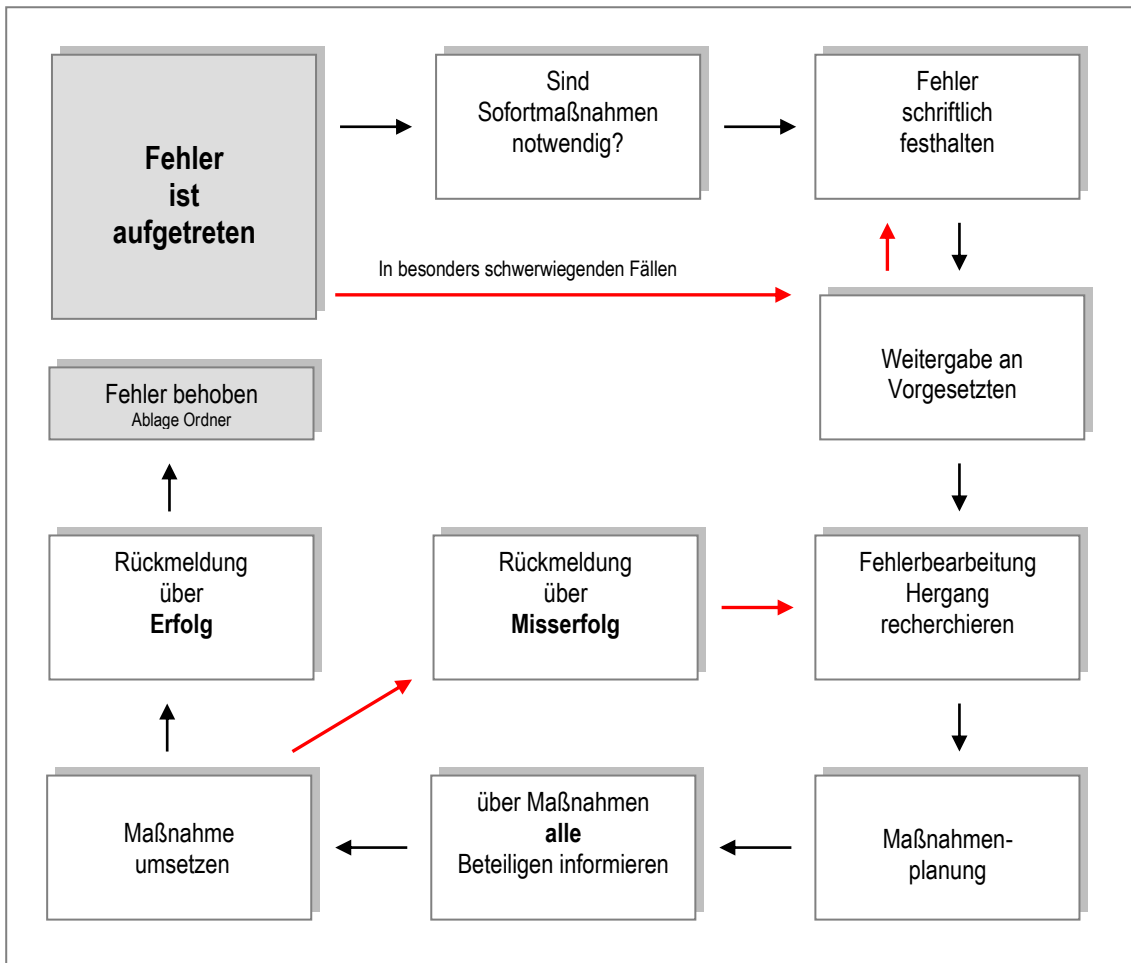 Fehler
ist
aufgetreten
Sind
Sofortmaßnahmen
notwendig?
Fehler
schriftlich
festhalten
In besonders schwerwiegenden Fällen
Weitergabe an
Vorgesetzten
Fehler behoben
Ablage Ordner
Rückmeldung
über
Erfolg
Rückmeldung
über
Misserfolg
Fehlerbearbeitung
Hergang
recherchieren
Maßnahme
umsetzen
über Maßnahmen
alle
Beteiligen informieren
Maßnahmen-
planung